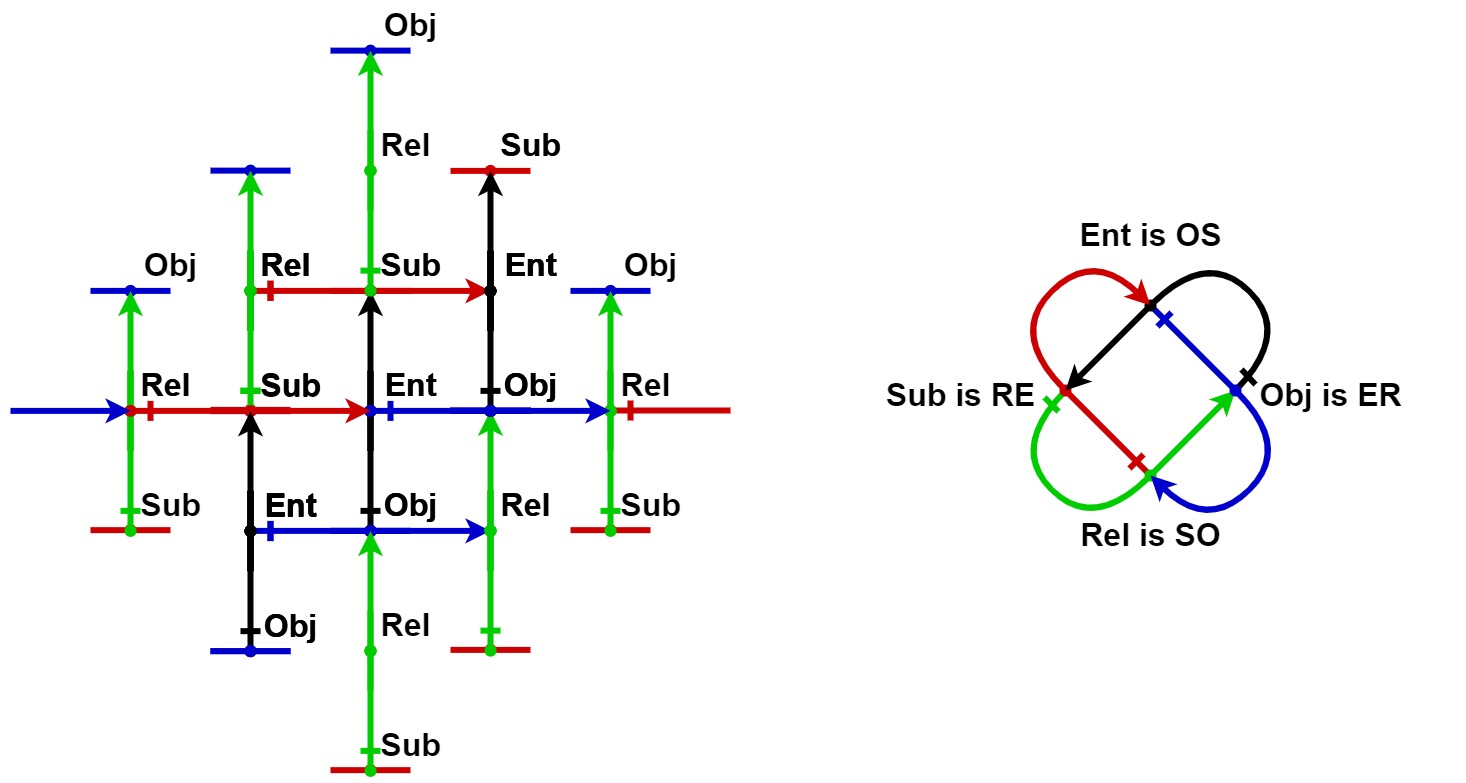 Obj
Rel
Sub
Obj
Rel
Sub
Ent
Obj
Rel
Sub
Ent
Obj
Rel
Sub
Ent
Obj
Rel
Sub
Obj
Rel
Sub
Ent is OS
Sub is RE
Obj is ER
Rel is SO